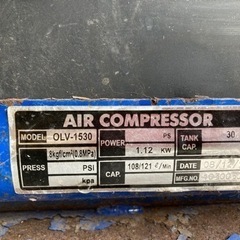 AIR COMPRESSOR
MODEL OLV-1530 POWER PS 1.12 KW TANK CAP. 30
8kgf/cm²(0.8MPa)
PRESS PSI kpa CAP. 108/121 ℓ/Min DATE
MFG.NO